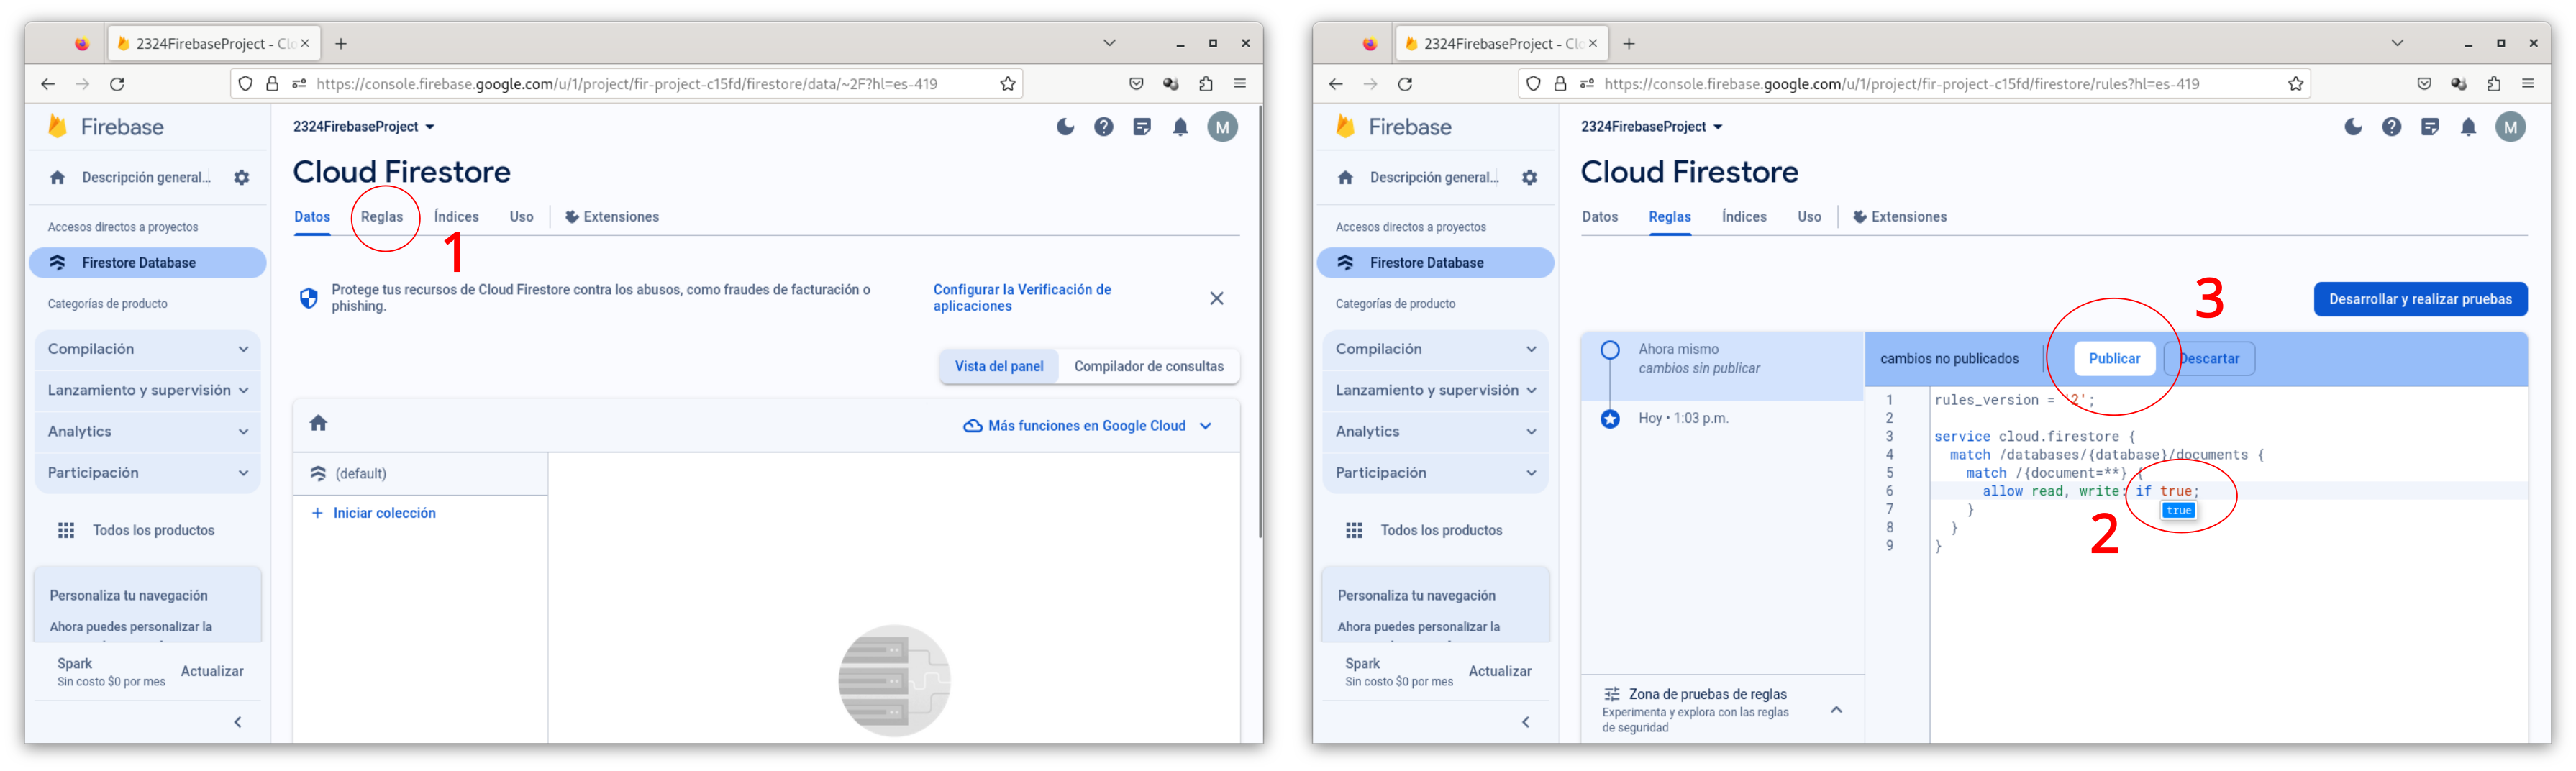 2324FirebaseProject - Clo
https://console.firebase.google.com/u/1/project/fir-project-c15fd/firestore/data/~2F?hl=es-419
Firebase
2324FirebaseProject
M
Descripción general...
Cloud Firestore
Accesos directos a proyectos
Datos Reglas Índices Uso Extensiones
1
Firestore Database
Categorías de producto
Protege tus recursos de Cloud Firestore contra los abusos, como fraudes de facturación o
phishing.
Configurar la Verificación de
aplicaciones
Compilación
Lanzamiento y supervisión
Analytics
Participación
Vista del panel Compilador de consultas
Más funciones en Google Cloud
(default)
+ Iniciar colección
Todos los productos
Personaliza tu navegación
Ahora puedes personalizar la
Spark
Sin costo $0 por mes
Actualizar
2324FirebaseProject - Clo
https://console.firebase.google.com/u/1/project/fir-project-c15fd/firestore/rules?hl=es-419
Firebase
2324FirebaseProject
M
Descripción general...
Cloud Firestore
Accesos directos a proyectos
Datos Reglas Índices Uso Extensiones
Firestore Database
Categorías de producto
3
Desarrollar y realizar pruebas
Compilación
Lanzamiento y supervisión
Analytics
Participación
Ahora mismo
cambios sin publicar
Hoy • 1:03 p.m.
cambios no publicados Publicar Descartar
1 rules_version = '2';
2
3 service cloud.firestore {
4 match /databases/{database}/documents {
5 match /{document=**} {
6 allow read, write: if true;
7 }
true
8 }
9 }
2
Todos los productos
Personaliza tu navegación
Ahora puedes personalizar la
Spark
Sin costo $0 por mes
Actualizar
Zona de pruebas de reglas
Experimenta y explora con las reglas
de seguridad